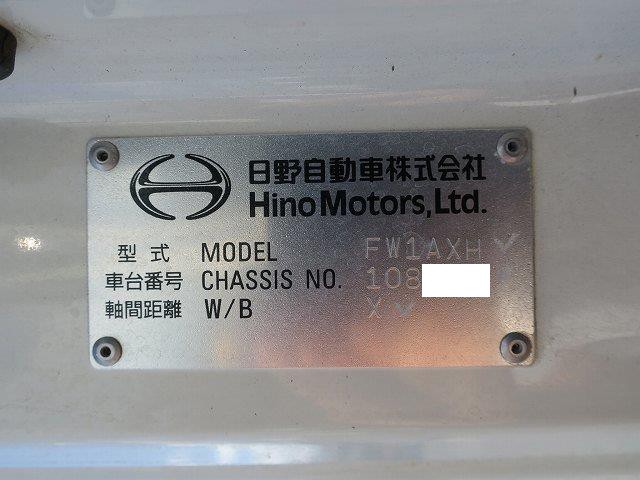 日野自動車株式会社
Hino Motors, Ltd.
型式 MODEL FW1AXH
車台番号 CHASSIS NO. 108
軸間距離 W/B X